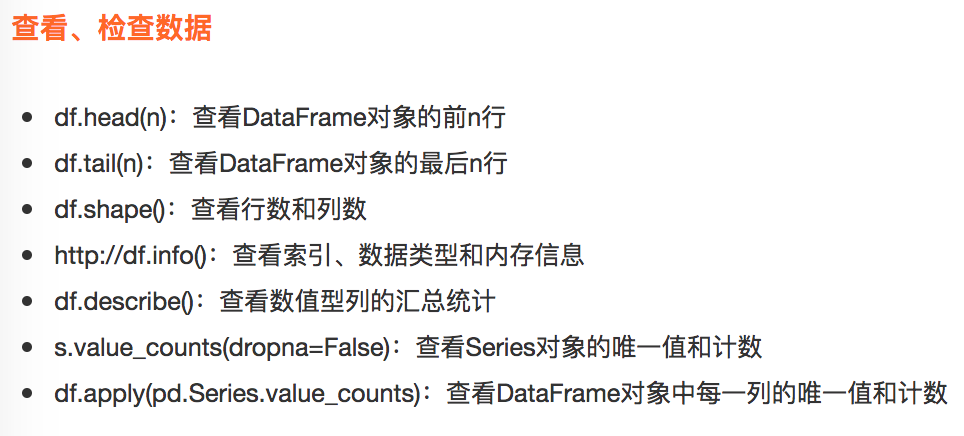 查看、检查数据
• df.head(n)：查看DataFrame对象的前n行
• df.tail(n)：查看DataFrame对象的最后n行
• df.shape()：查看行数和列数
• http://df.info()：查看索引、数据类型和内存信息
• df.describe()：查看数值型列的汇总统计
• s.value_counts(dropna=False)：查看Series对象的唯一值和计数
• df.apply(pd.Series.value_counts)：查看DataFrame对象中每一列的唯一值和计数